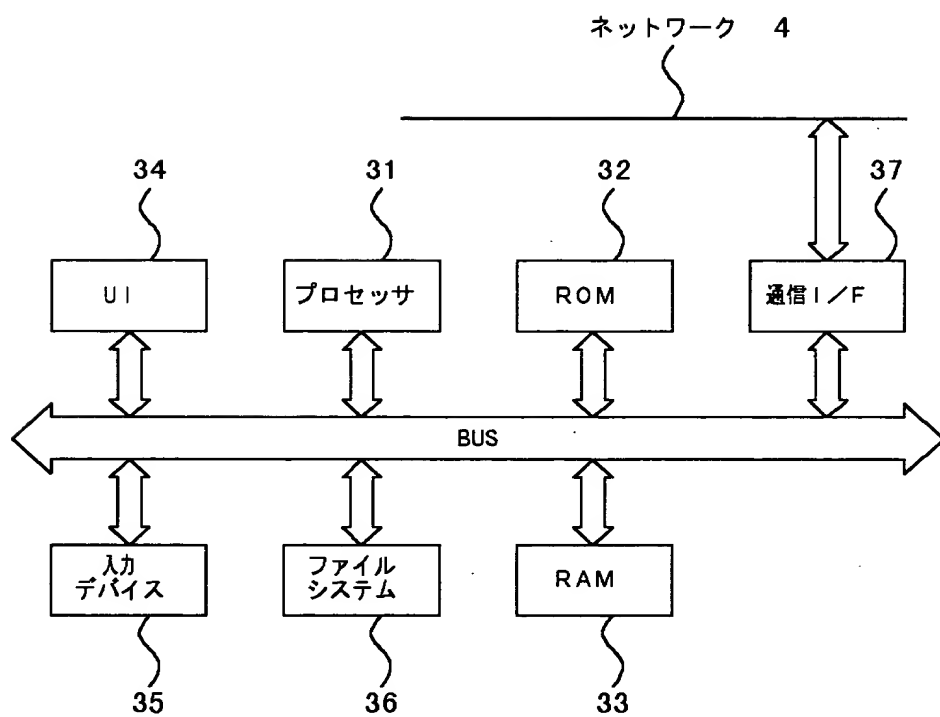 ネットワーク 4
34
31
32
37
UI
プロセッサ
ROM
通信I/F
BUS
入力
デバイス
ファイル
システム
RAM
35
36
33